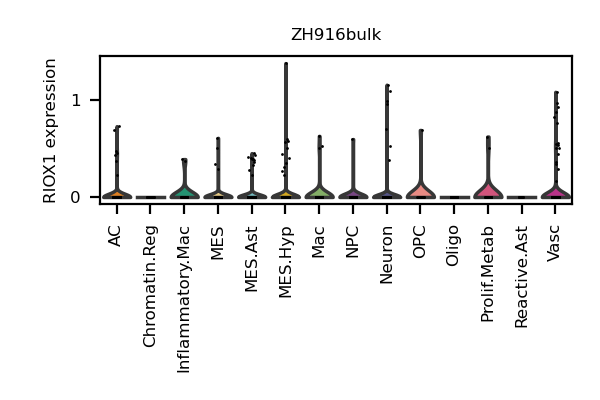 ZH916bulk
RIOX1 expression
1
0
AC
Chromatin.Reg
Inflammatory.Mac
MES
MES.Ast
MES.Hyp
Mac
NPC
Neuron
OPC
Oligo
Prolif.Metab
Reactive.Ast
Vasc